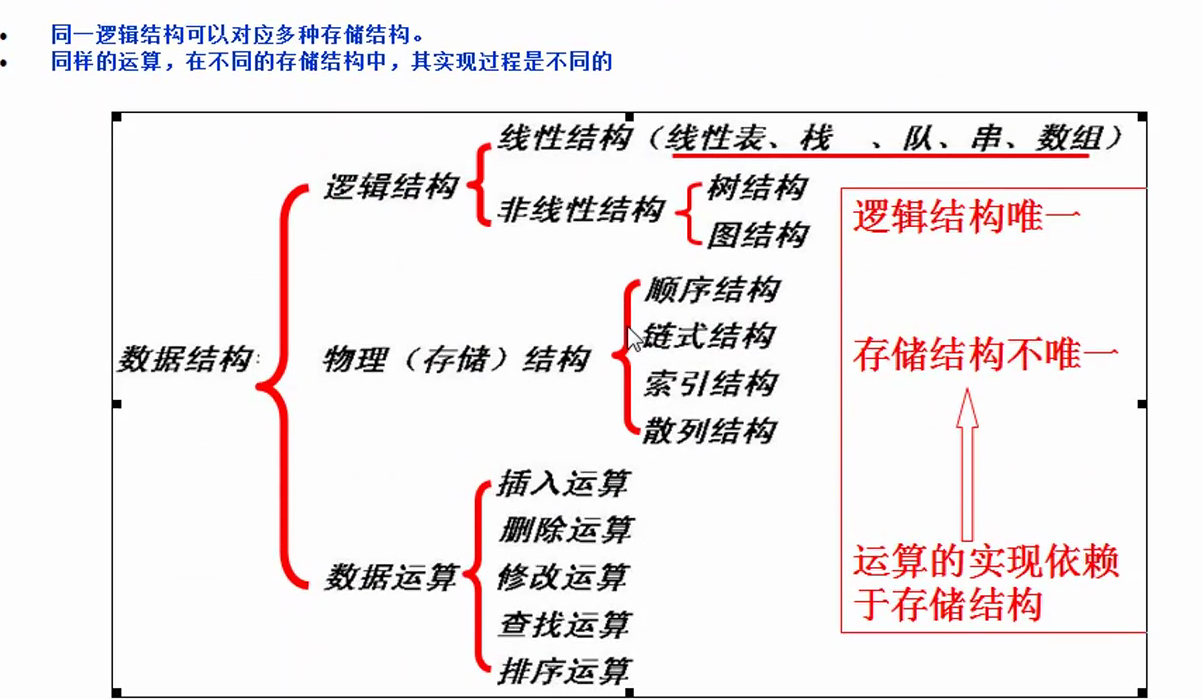 同一逻辑结构可以对应多种存储结构。
同样的运算，在不同的存储结构中，其实现过程是不同的
线性结构（线性表、栈 、队、串、数组）
逻辑结构
非线性结构
树结构
图结构
逻辑结构唯一
顺序结构
链式结构
数据结构:
物理（存储）结构
索引结构
散列结构
存储结构不唯一
插入运算
删除运算
数据运算
修改运算
查找运算
排序运算
运算的实现依赖
于存储结构